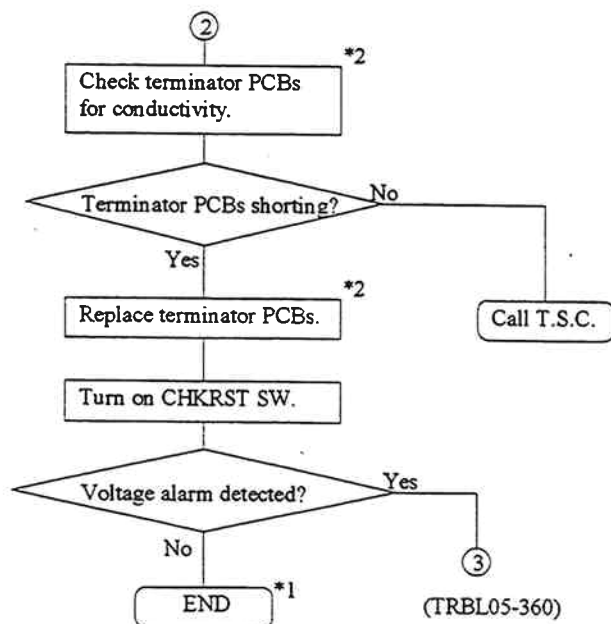 2
*2
Check terminator PCBs
for conductivity.
Terminator PCBs shorting?
No
Yes
*2
Replace terminator PCBs.
Call T.S.C.
Turn on CHKRST SW.
Voltage alarm detected?
Yes
No
3
END
*1
(TRBL05-360)